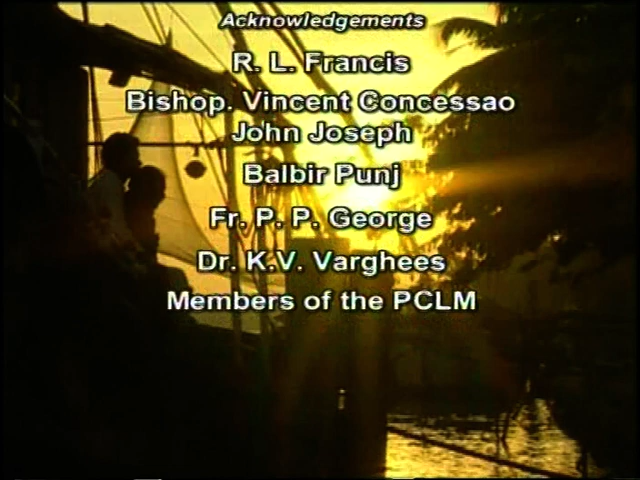 Acknowledgements
R. L. Francis
Bishop. Vincent Concessao
John Joseph
Balbir Punj
Fr. P. P. George
Dr. K.V. Varghees
Members of the PCLM